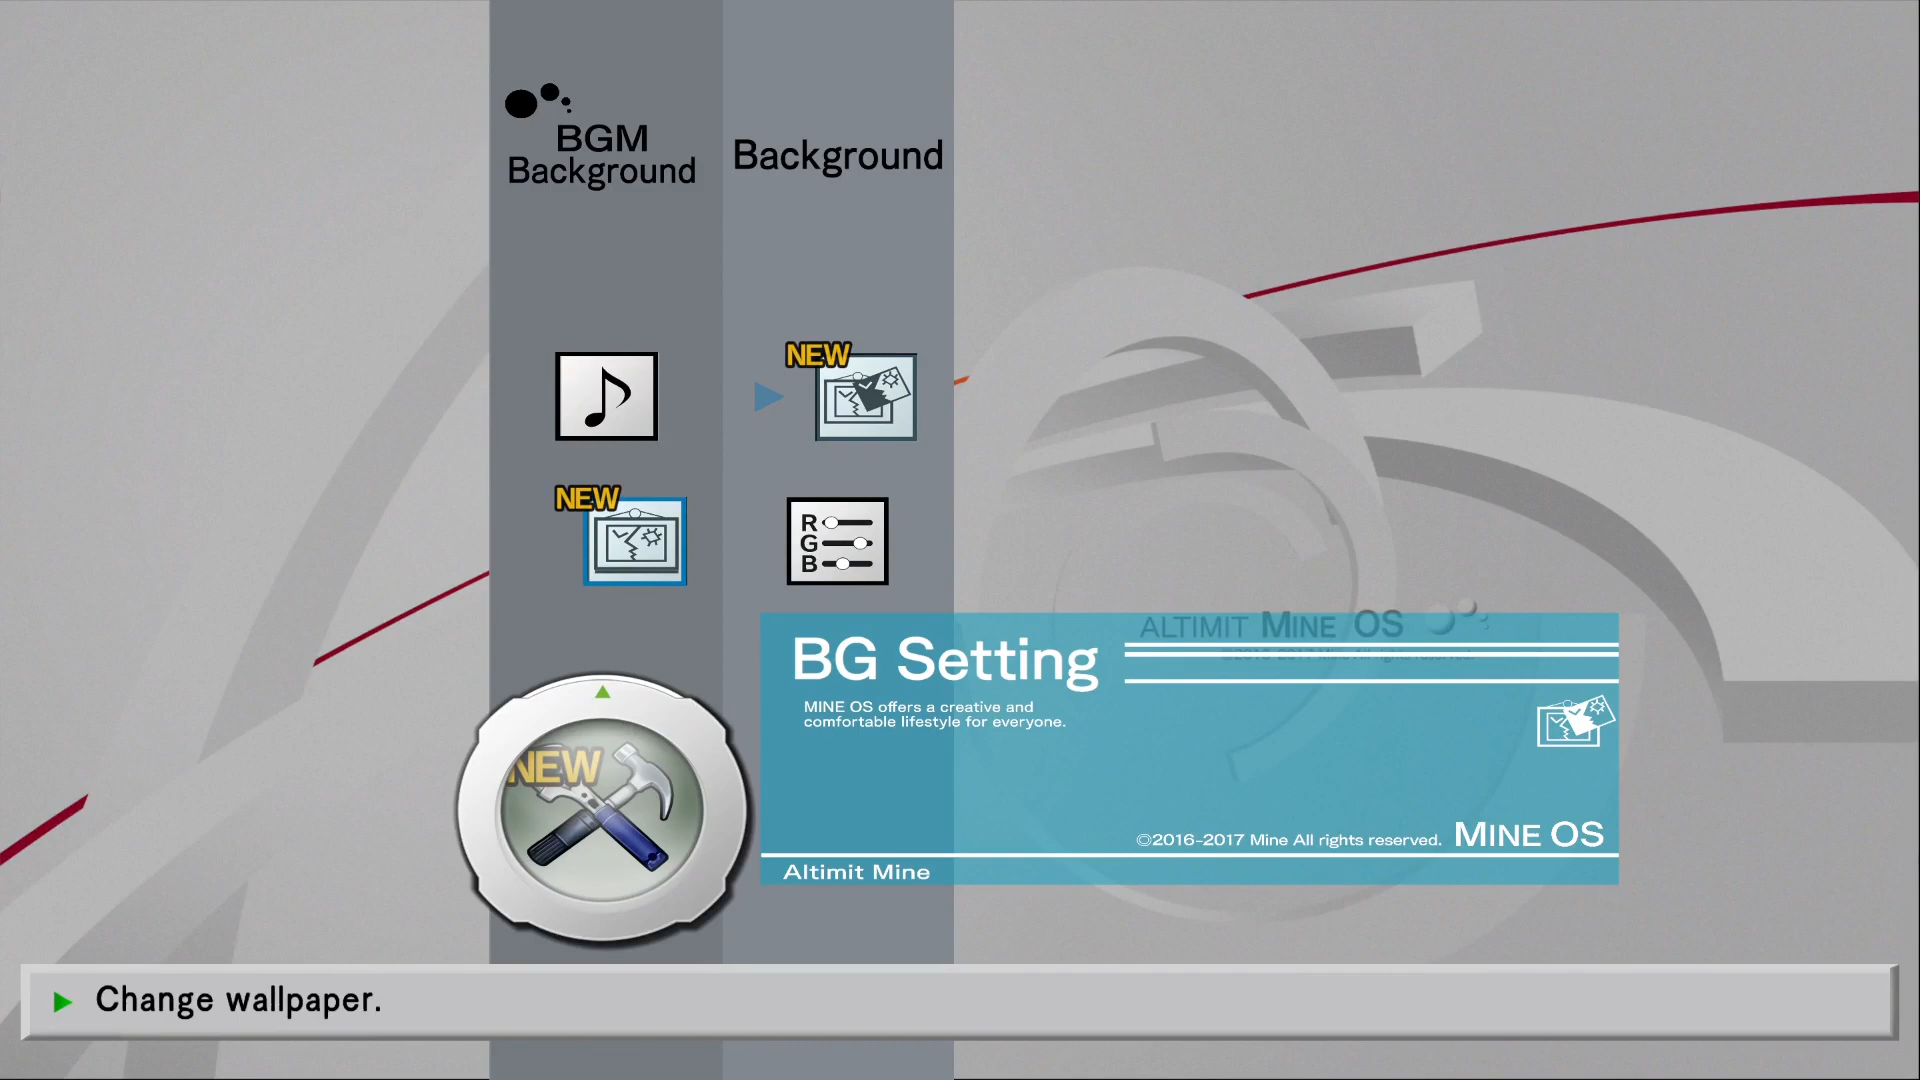 BGM
Background
Background
NEW
NEW
R
G
B
ALTIMIT MINE OS
BG Setting
MINE OS offers a creative and
comfortable lifestyle for everyone.
NEW
©2016-2017 Mine All rights reserved. MINE OS
Altimit Mine
Change wallpaper.